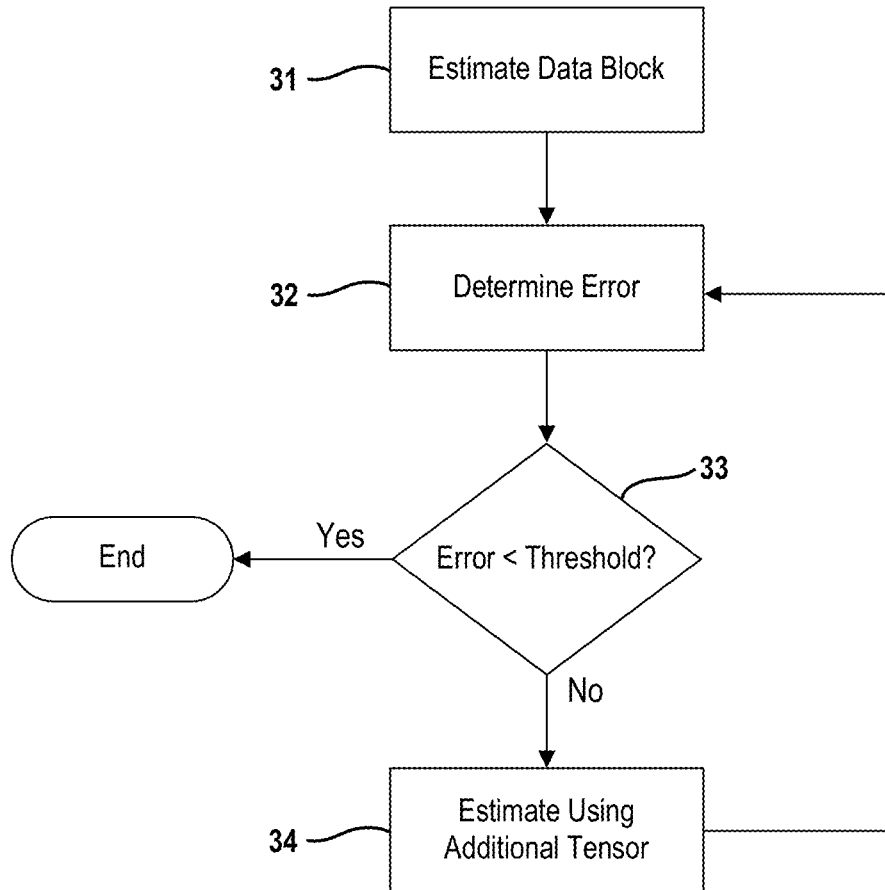 31
Estimate Data Block
32
Determine Error
33
End
Yes
Error < Threshold?
No
34
Estimate Using
Additional Tensor